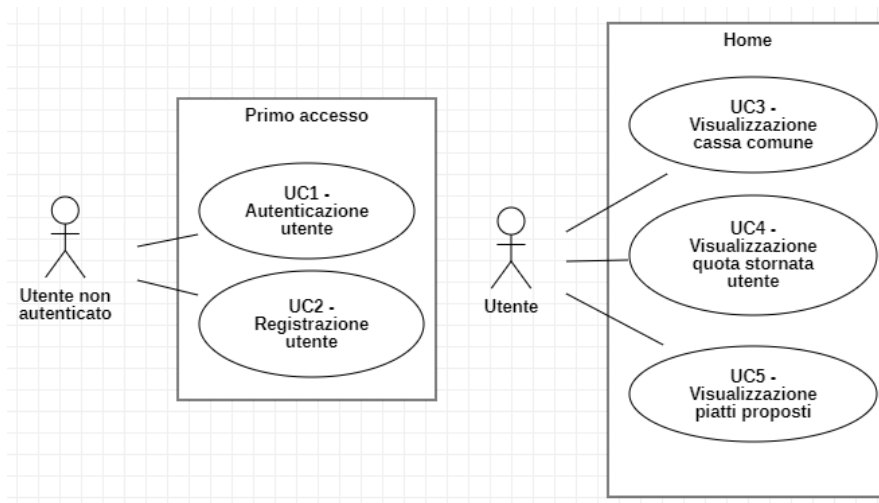 Primo accesso
UC1 -
Autenticazione
utente
UC2 -
Registrazione
utente
Utente non
autenticato
Home
UC3 -
Visualizzazione
cassa comune
UC4 -
Visualizzazione
quota stornata
utente
UC5 -
Visualizzazione
piatti proposti
Utente